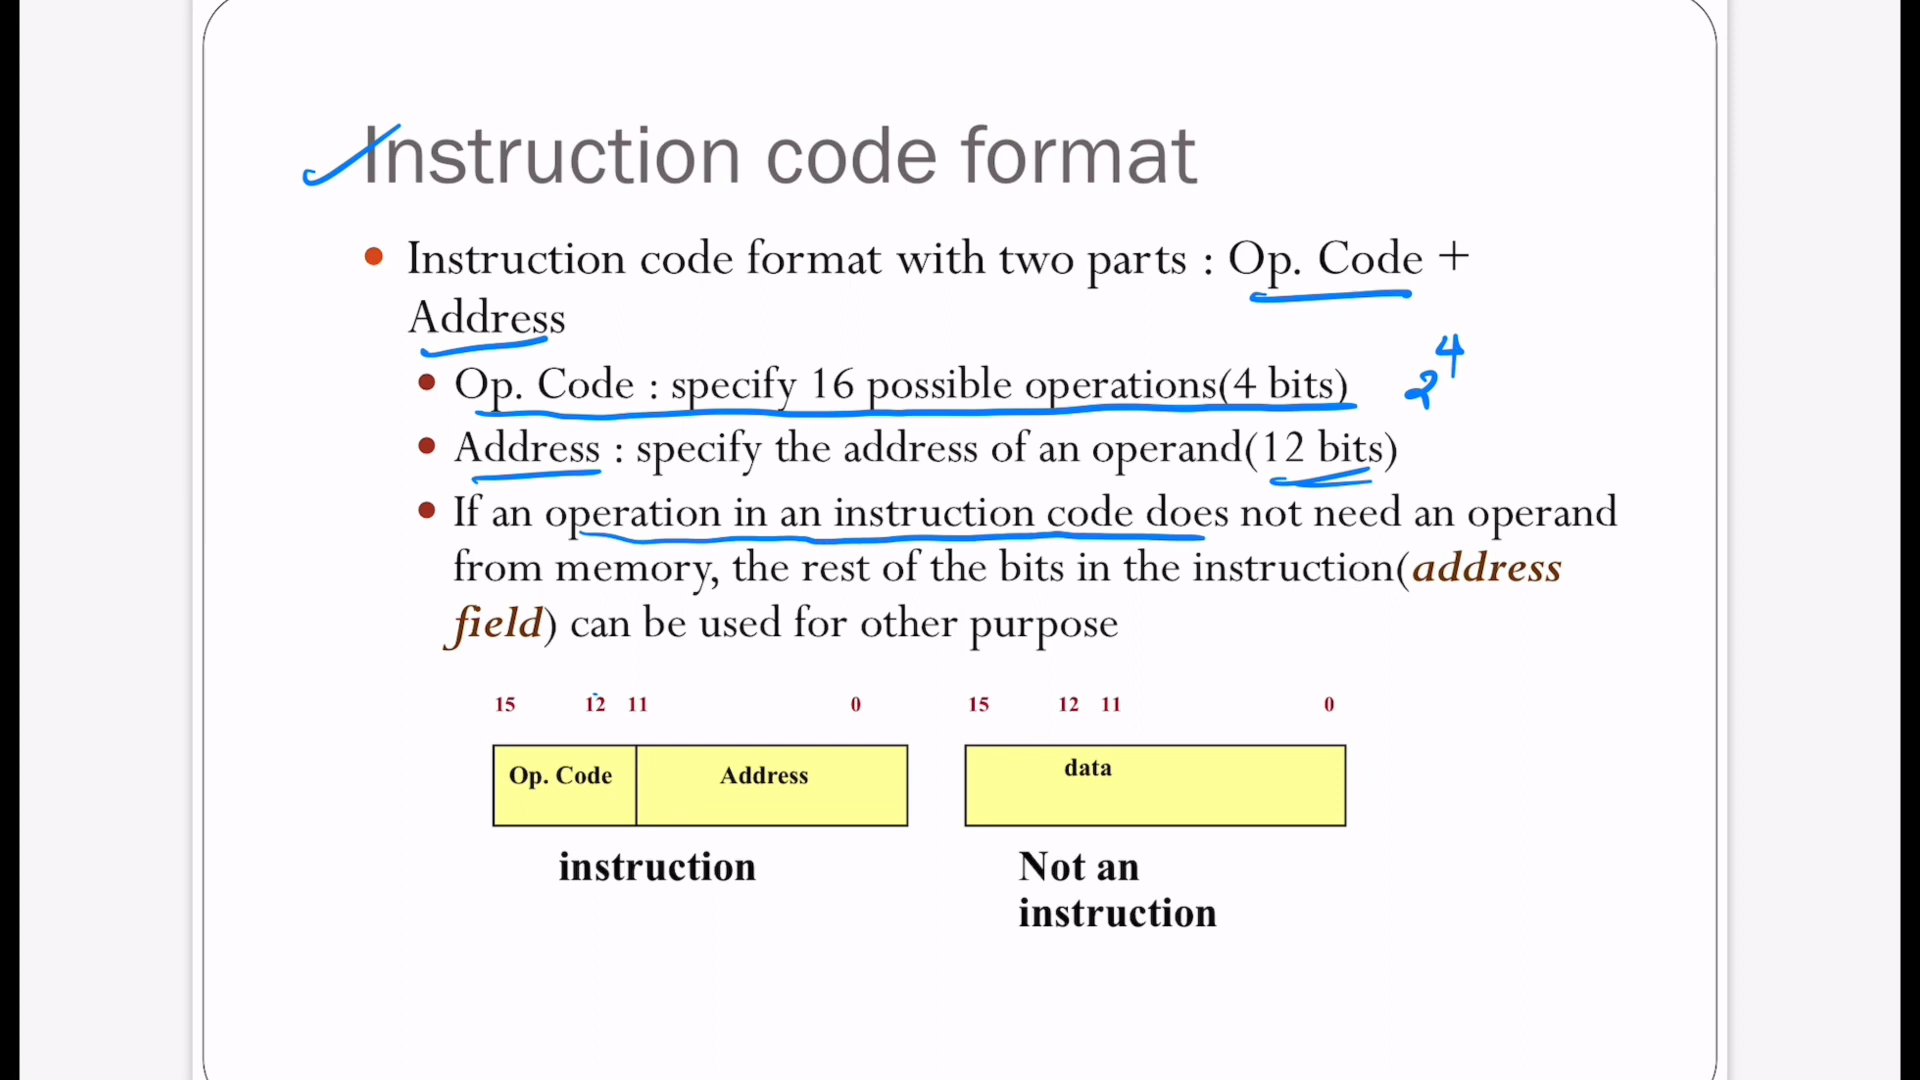 Instruction code format
Instruction code format with two parts : Op. Code +
Address
Op. Code : specify 16 possible operations(4 bits)
2⁴
Address : specify the address of an operand(12 bits)
If an operation in an instruction code does not need an operand
from memory, the rest of the bits in the instruction(address
field) can be used for other purpose
15 12 11 0 15 12 11 0
Op. Code Address data
instruction Not an
instruction